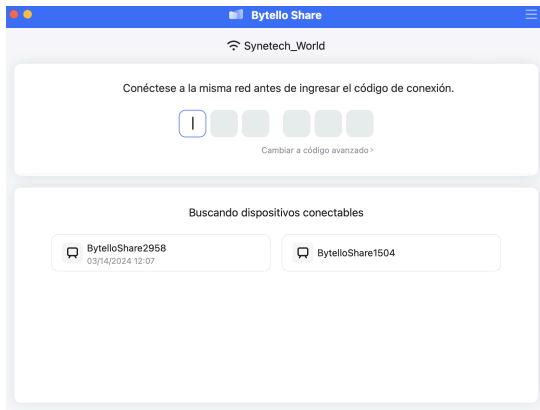 Bytello Share
Synetech_World
Conéctese a la misma red antes de ingresar el código de conexión.
Cambiar a código avanzado >
Buscando dispositivos conectables
BytelloShare2958
03/14/2024 12:07
BytelloShare1504